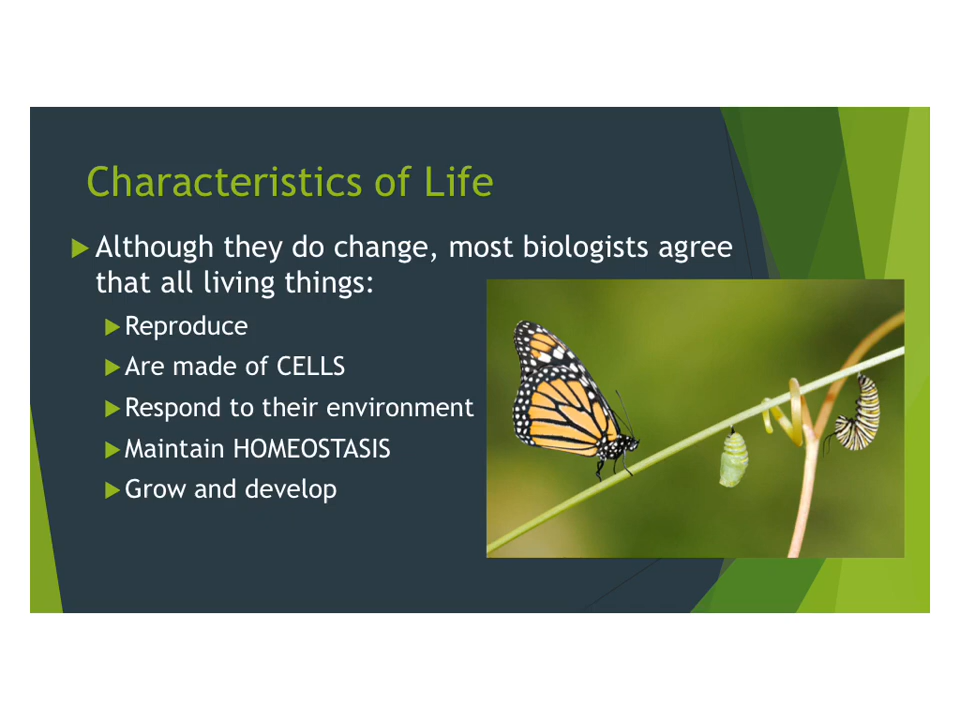 Characteristics of Life
Although they do change, most biologists agree
that all living things:
Reproduce
Are made of CELLS
Respond to their environment
Maintain HOMEOSTASIS
Grow and develop